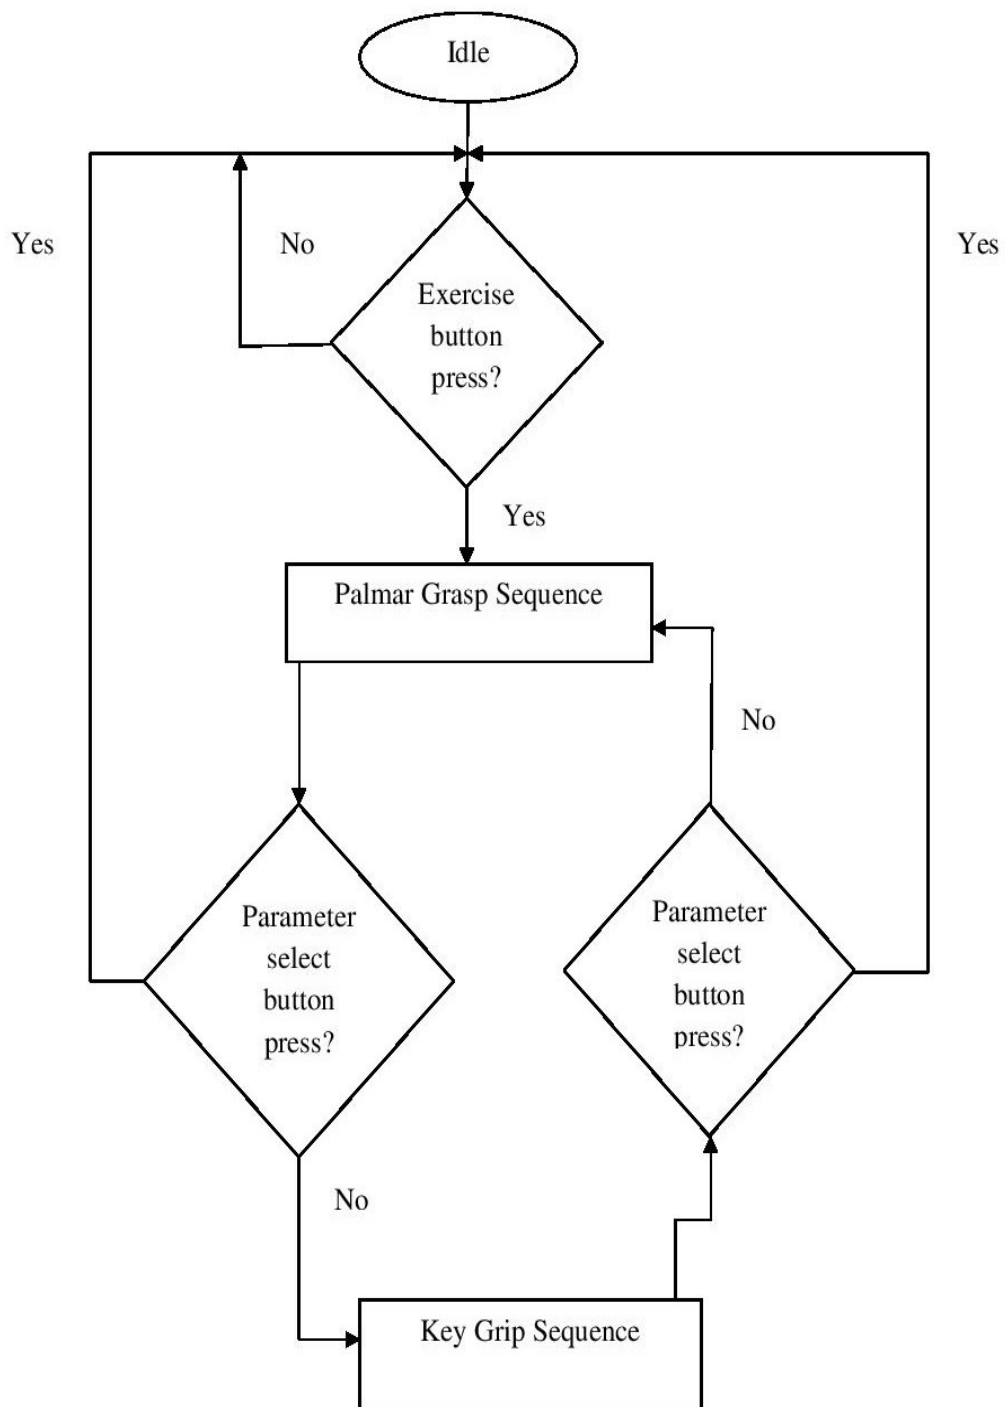 Idle
Yes
No
Yes
Exercise
button
press?
Yes
Palmar Grasp Sequence
No
Parameter
select
button
press?
Parameter
select
button
press?
No
Key Grip Sequence